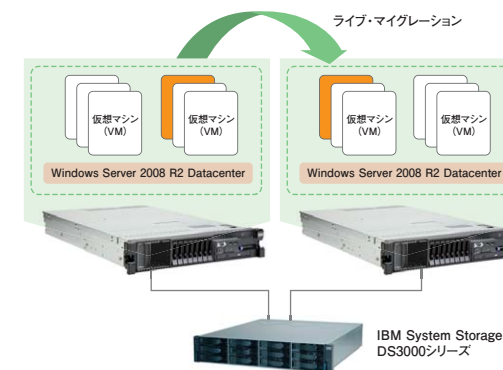 ライブ・マイグレーション
仮想マシン
(VM)
仮想マシン
(VM)
Windows Server 2008 R2 Datacenter
仮想マシン
(VM)
仮想マシン
(VM)
Windows Server 2008 R2 Datacenter
IBM System Storage
DS3000シリーズ